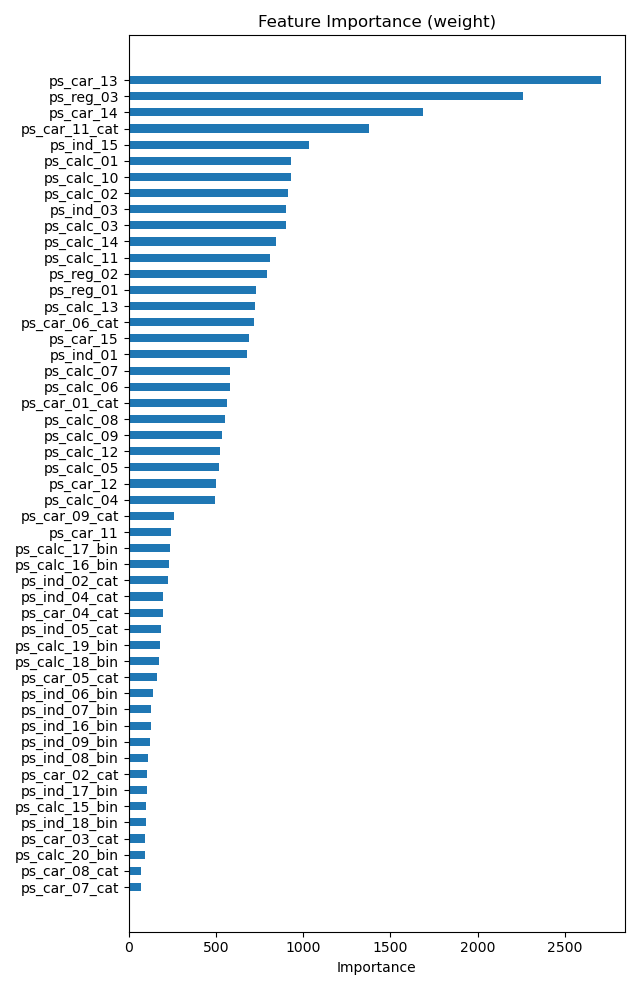 Feature Importance (weight)
ps_car_13
ps_reg_03
ps_car_14
ps_car_11_cat
ps_ind_15
ps_calc_01
ps_calc_10
ps_calc_02
ps_ind_03
ps_calc_03
ps_calc_14
ps_calc_11
ps_reg_02
ps_reg_01
ps_calc_13
ps_car_06_cat
ps_car_15
ps_ind_01
ps_calc_07
ps_calc_06
ps_car_01_cat
ps_calc_08
ps_calc_09
ps_calc_12
ps_calc_05
ps_car_12
ps_calc_04
ps_car_09_cat
ps_car_11
ps_calc_17_bin
ps_calc_16_bin
ps_ind_02_cat
ps_ind_04_cat
ps_car_04_cat
ps_ind_05_cat
ps_calc_19_bin
ps_calc_18_bin
ps_car_05_cat
ps_ind_06_bin
ps_ind_07_bin
ps_ind_16_bin
ps_ind_09_bin
ps_ind_08_bin
ps_car_02_cat
ps_ind_17_bin
ps_calc_15_bin
ps_ind_18_bin
ps_car_03_cat
ps_calc_20_bin
ps_car_08_cat
ps_car_07_cat
0 500 1000 1500 2000 2500
Importance